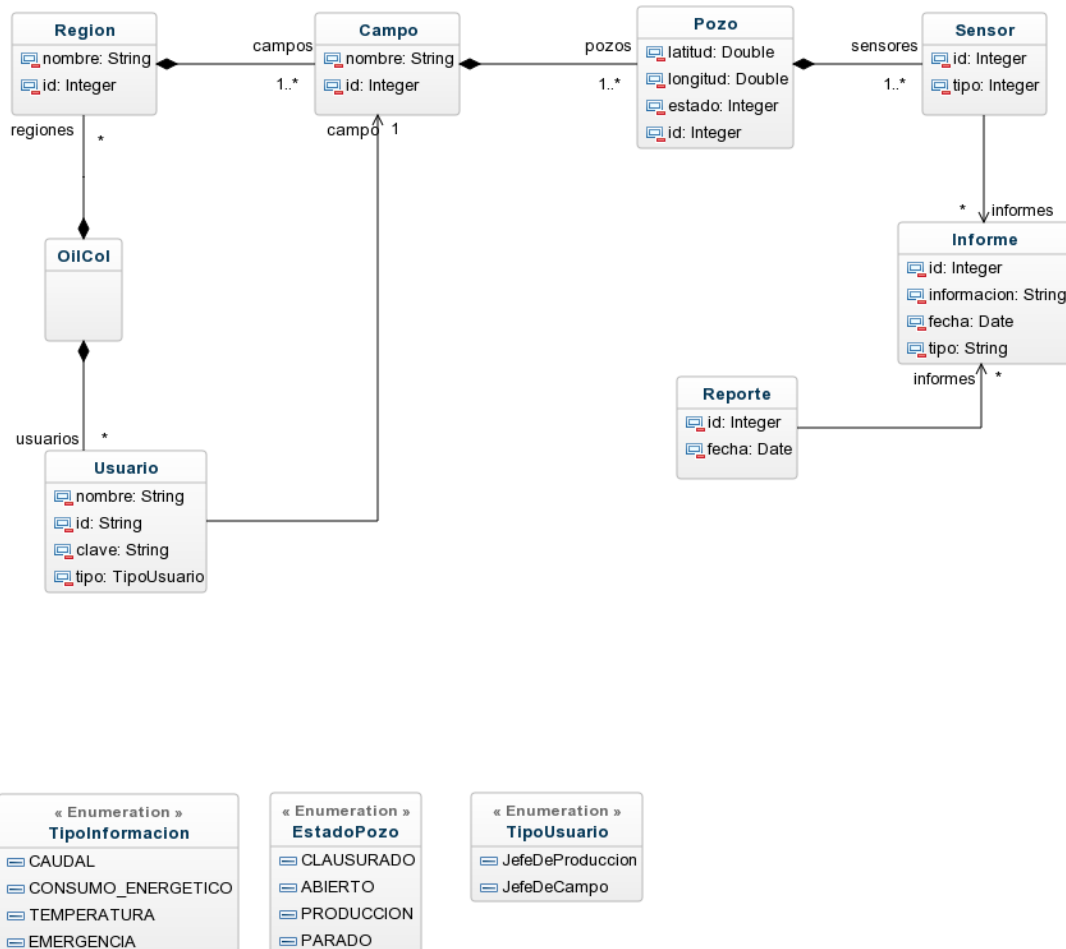 Region
nombre: String
id: Integer
campos
1..*
Campo
nombre: String
id: Integer
pozos
1..*
Pozo
latitud: Double
longitud: Double
estado: Integer
id: Integer
sensores
1..*
Sensor
id: Integer
tipo: Integer
regiones
*
campo 1
* informes
OilCol
Informe
id: Integer
informacion: String
fecha: Date
tipo: String
informes *
Reporte
id: Integer
fecha: Date
usuarios *
Usuario
nombre: String
id: String
clave: String
tipo: TipoUsuario
« Enumeration »
TipoInformacion
CAUDAL
CONSUMO_ENERGETICO
TEMPERATURA
EMERGENCIA
« Enumeration »
EstadoPozo
CLAUSURADO
ABIERTO
PRODUCCION
PARADO
« Enumeration »
TipoUsuario
JefeDeProduccion
JefeDeCampo